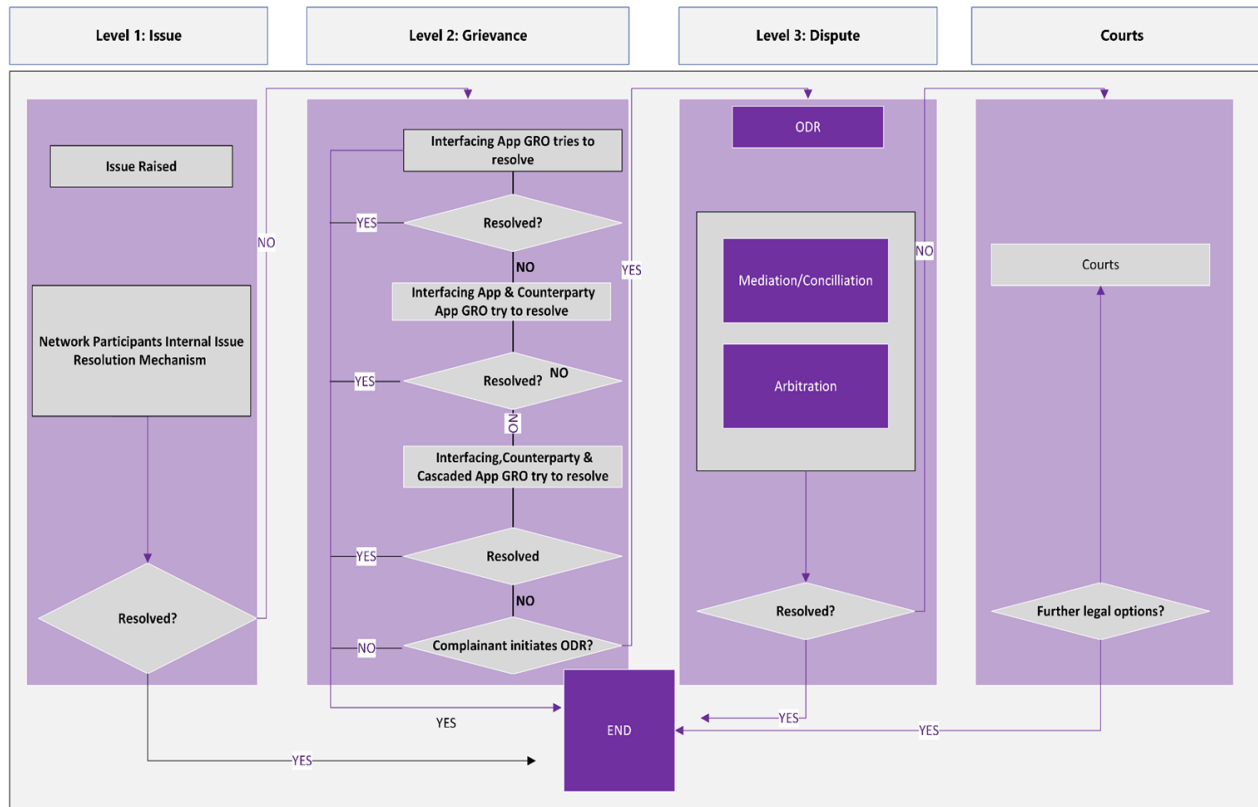 Level 1: Issue
Level 2: Grievance
Level 3: Dispute
Courts
Issue Raised
NO
Network Participants Internal Issue
Resolution Mechanism
Resolved?
YES
Interfacing App GRO tries to
resolve
Resolved?
YES
NO
Interfacing App & Counterparty
App GRO try to resolve
Resolved?
NO
YES
NO
Interfacing,Counterparty &
Cascaded App GRO try to resolve
Resolved
YES
NO
Complainant initiates ODR?
NO
YES
YES
ODR
Mediation/Concilliation
Arbitration
Resolved?
NO
YES
Courts
Further legal options?
YES
END